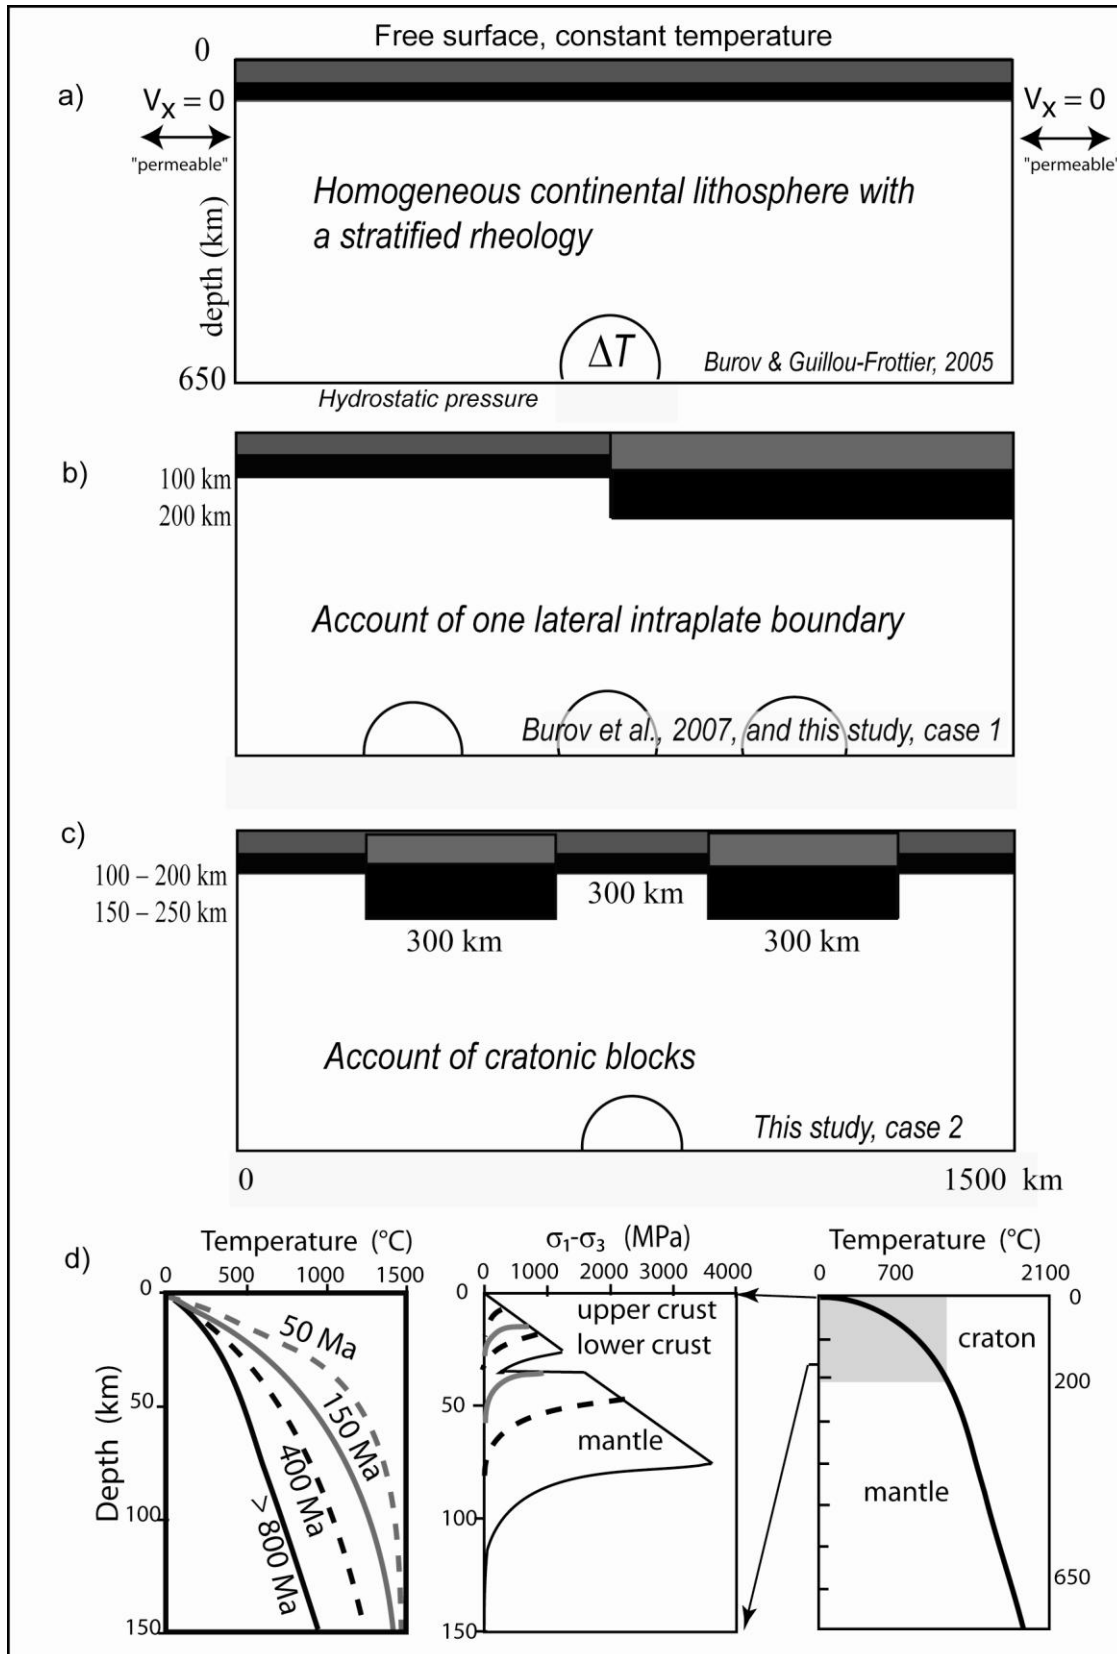 Free surface, constant temperature
0
a)
Vx = 0
Vx = 0
"permeable"
"permeable"
Homogeneous continental lithosphere with
a stratified rheology
depth (km)
ΔT
Burov & Guillou-Frottier, 2005
650
Hydrostatic pressure
b)
100 km
200 km
Account of one lateral intraplate boundary
Burov et al., 2007, and this study, case 1
c)
100 – 200 km
150 – 250 km
300 km
300 km
300 km
Account of cratonic blocks
This study, case 2
0
1500 km
d)
Temperature (°C)
0 500 1000 1500
0
50
100
150
Depth (km)
50 Ma
150 Ma
400 Ma
> 800 Ma
σ1-σ3 (MPa)
0 1000 2000 3000 4000
0
50
100
150
upper crust
lower crust
mantle
Temperature (°C)
0 700 2100
0
200
650
craton
mantle